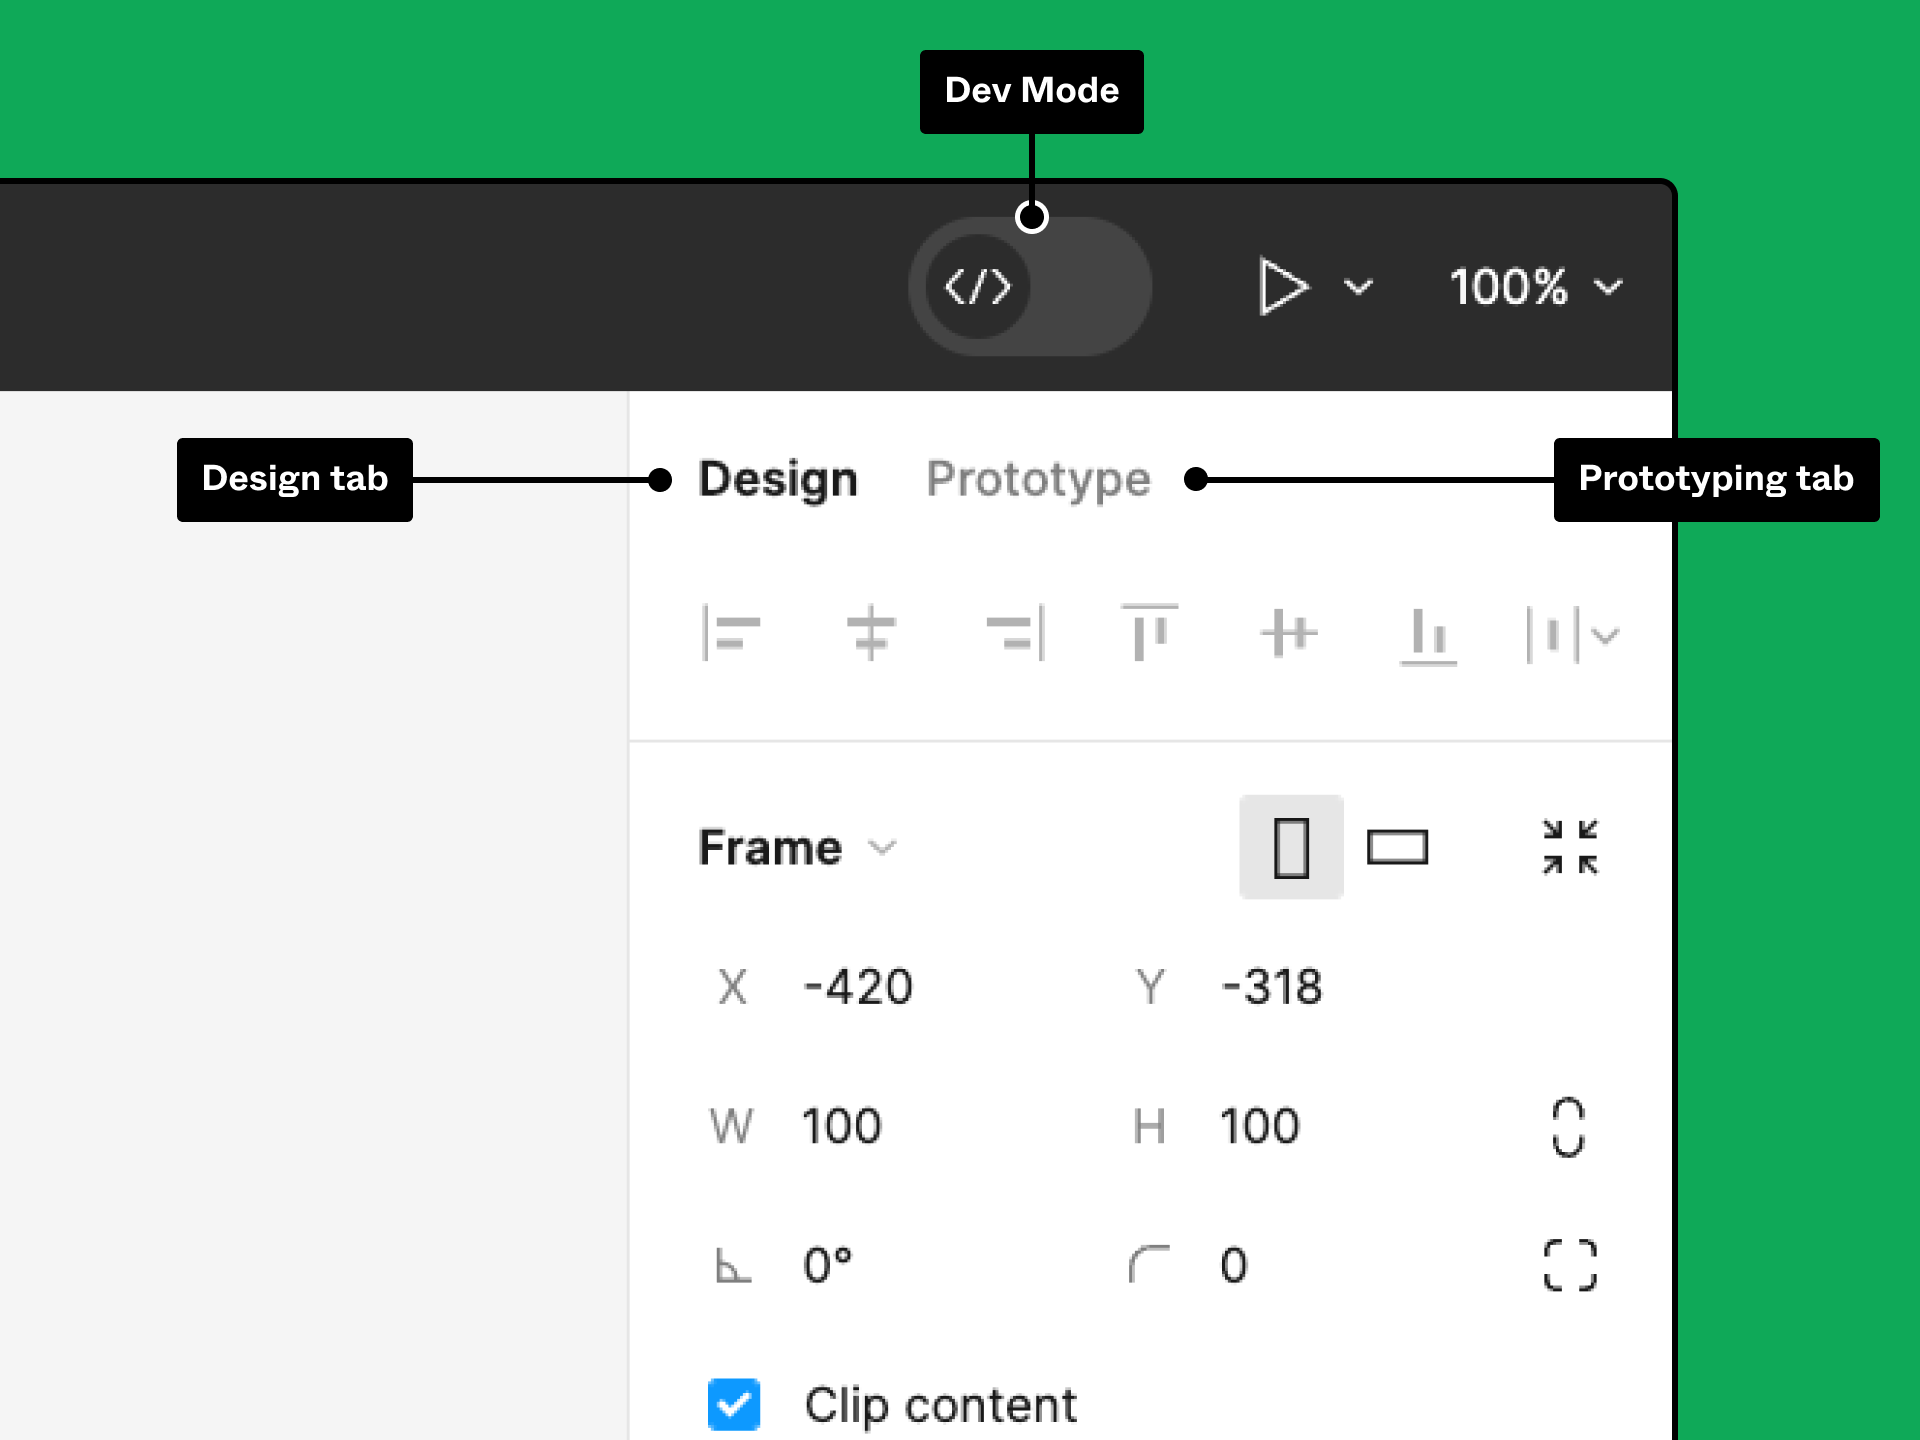 Dev Mode
</> 100%
Design tab Design Prototype Prototyping tab
Frame
X -420 Y -318
W 100 H 100
0° 0
Clip content